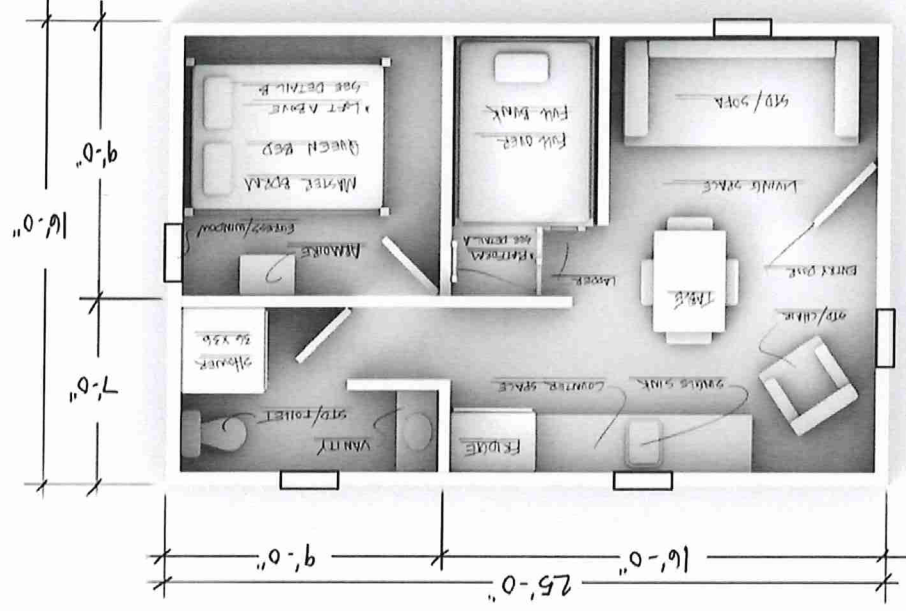 25'-0"
16'-0"
9'-0"
FRIDGE
VANITY
STD/TOILET
SINGLE SINK
COUNTER SPACE
SHOWER
36 X 36
7'-0"
STD/CHAIR
ENTRY DOOR
TABLE
LADDER
*PLATFORM
SEE DETAIL A
ARMOIRE
EGRESS/WINDOW
16'-0"
LIVING SPACE
STD/SOFA
FULL OVER
FULL BUNK
MASTER BDRM
QUEEN BED
*LOFT ABOVE
SEE DETAIL B
9'-0"